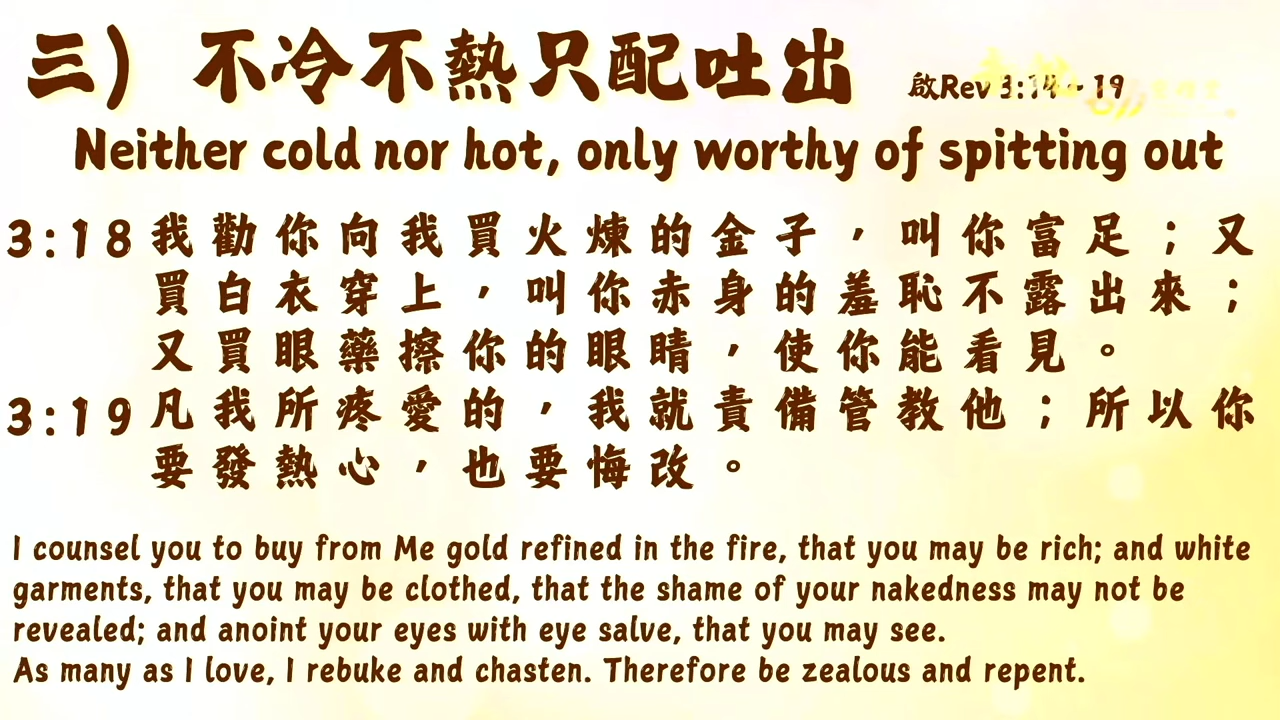 三） 不冷不熱只配吐出 啟Rev 3:14 - 19
Neither cold nor hot, only worthy of spitting out
3:18 我勸你向我買火煉的金子，叫你富足；又
買白衣穿上，叫你赤身的羞恥不露出來；
又買眼藥擦你的眼睛，使你能看見。
3:19 凡我所疼愛的，我就責備管教他；所以你
要發熱心，也要悔改。
I counsel you to buy from Me gold refined in the fire, that you may be rich; and white
garments, that you may be clothed, that the shame of your nakedness may not be
revealed; and anoint your eyes with eye salve, that you may see.
As many as I love, I rebuke and chasten. Therefore be zealous and repent.